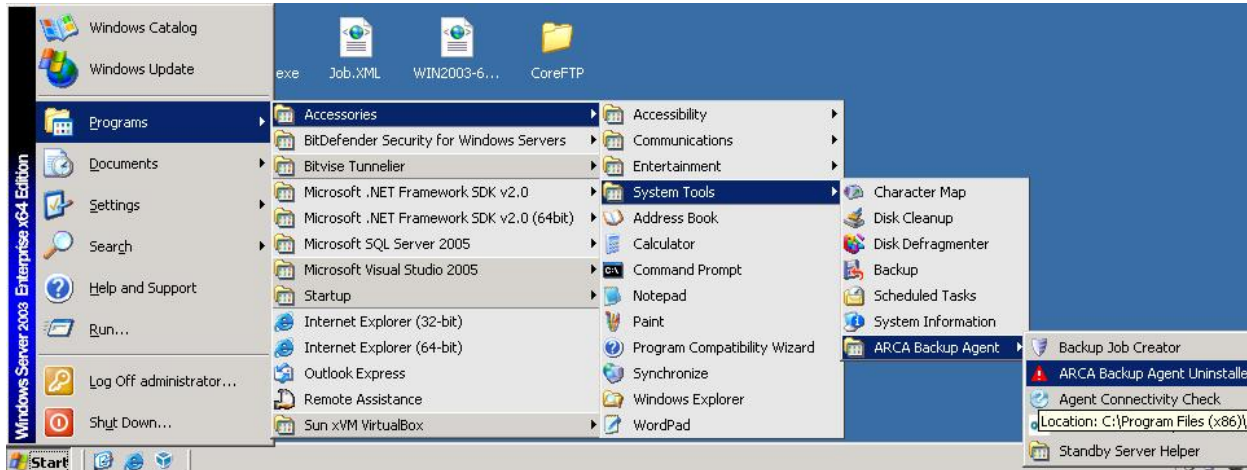 Windows Server 2003 Enterprise x64 Edition
Windows Catalog
Windows Update
Programs
Documents
Settings
Search
Help and Support
Run...
Log Off administrator...
Shut Down...
Start
exe
Job.XML
WIN2003-6...
CoreFTP
Accessories
BitDefender Security for Windows Servers
Bitvise Tunnelier
Microsoft .NET Framework SDK v2.0
Microsoft .NET Framework SDK v2.0 (64bit)
Microsoft SQL Server 2005
Microsoft Visual Studio 2005
Startup
Internet Explorer (32-bit)
Internet Explorer (64-bit)
Outlook Express
Remote Assistance
Sun xVM VirtualBox
Accessibility
Communications
Entertainment
System Tools
Address Book
Calculator
Command Prompt
Notepad
Paint
Program Compatibility Wizard
Synchronize
Windows Explorer
WordPad
Character Map
Disk Cleanup
Disk Defragmenter
Backup
Scheduled Tasks
System Information
ARCA Backup Agent
Backup Job Creator
ARCA Backup Agent Uninstalle
Agent Connectivity Check
Location: C:\Program Files (x86)\
Standby Server Helper